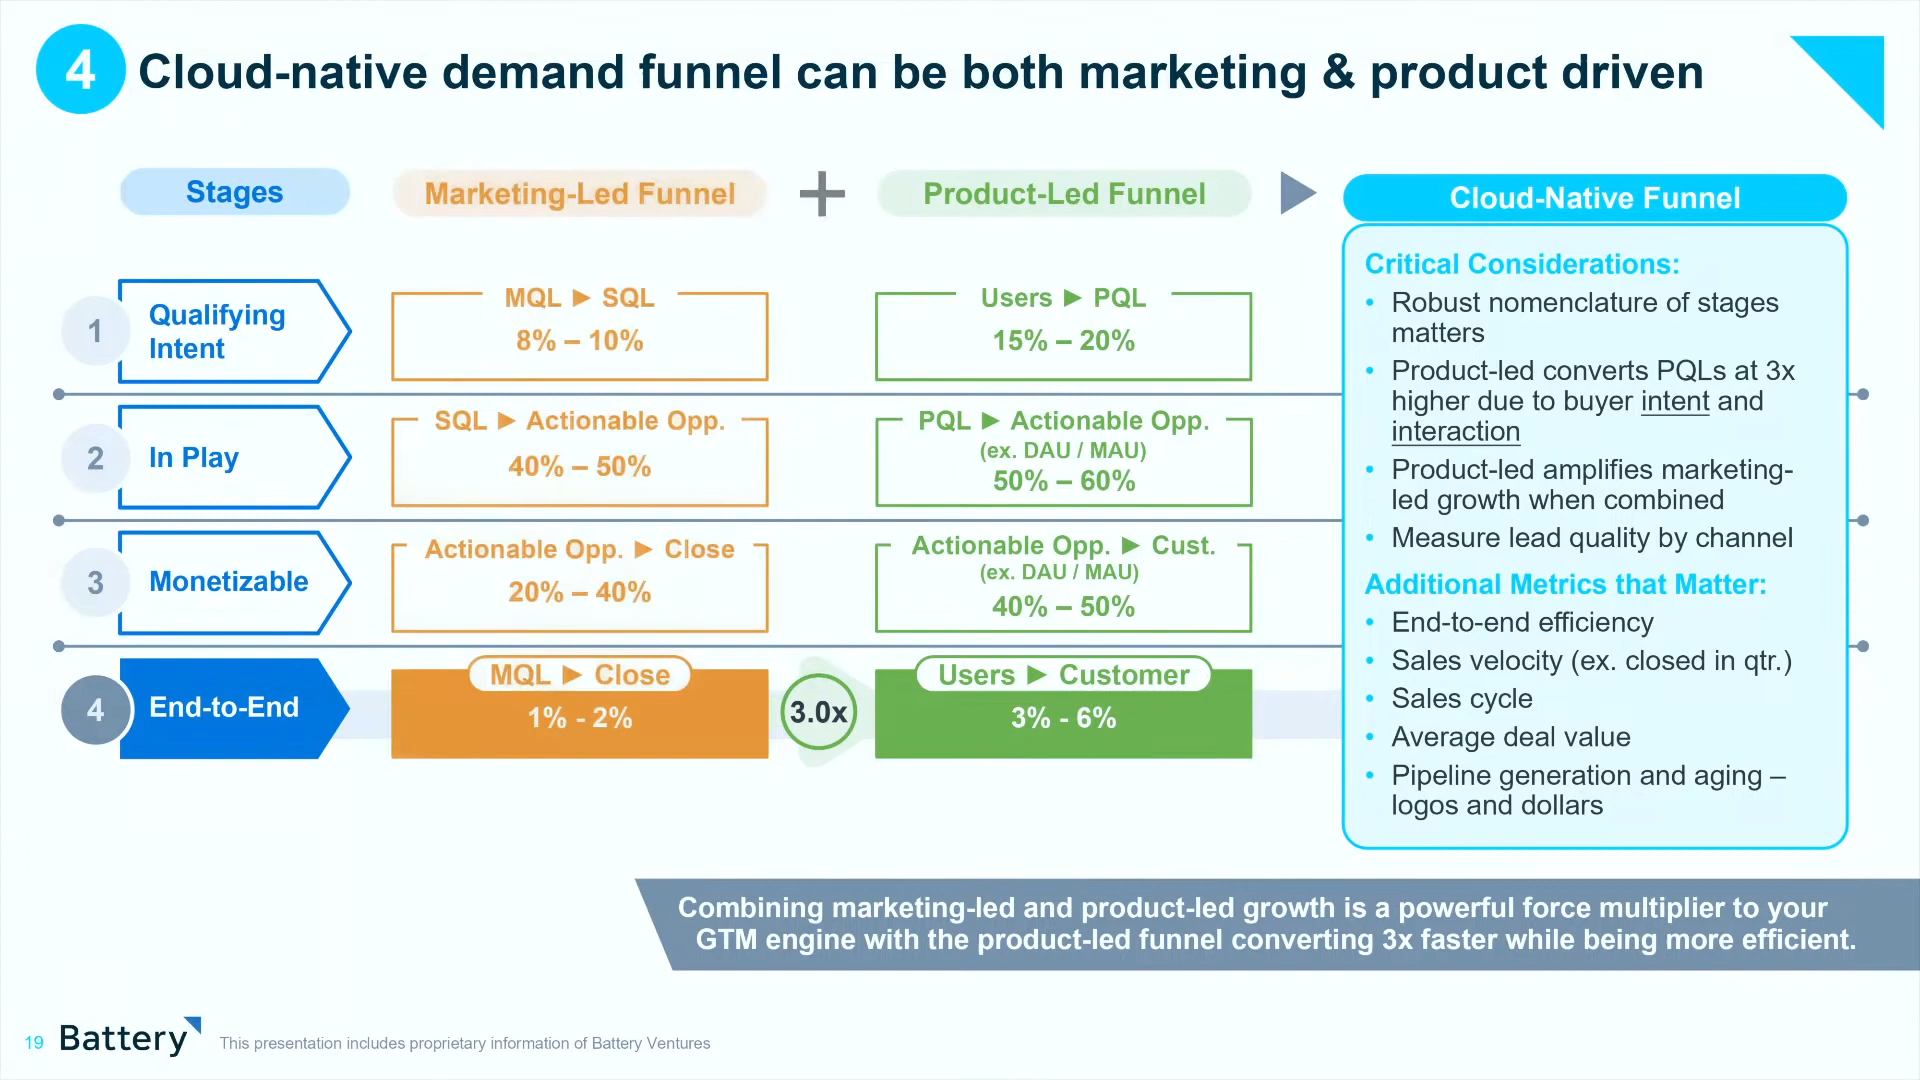 4
Cloud-native demand funnel can be both marketing & product driven
Stages
Marketing-Led Funnel
+
Product-Led Funnel
Cloud-Native Funnel
1
Qualifying
Intent
MQL ► SQL
8% – 10%
Users ► PQL
15% – 20%
2
In Play
SQL ► Actionable Opp.
40% – 50%
PQL ► Actionable Opp.
(ex. DAU / MAU)
50% – 60%
3
Monetizable
Actionable Opp. ► Close
20% – 40%
Actionable Opp. ► Cust.
(ex. DAU / MAU)
40% – 50%
4
End-to-End
MQL ► Close
1% - 2%
3.0x
Users ► Customer
3% - 6%
Critical Considerations:
• Robust nomenclature of stages
matters
• Product-led converts PQLs at 3x
higher due to buyer intent and
interaction
• Product-led amplifies marketing-
led growth when combined
• Measure lead quality by channel
Additional Metrics that Matter:
• End-to-end efficiency
• Sales velocity (ex. closed in qtr.)
• Sales cycle
• Average deal value
• Pipeline generation and aging –
logos and dollars
Combining marketing-led and product-led growth is a powerful force multiplier to your
GTM engine with the product-led funnel converting 3x faster while being more efficient.
19
Battery
This presentation includes proprietary information of Battery Ventures